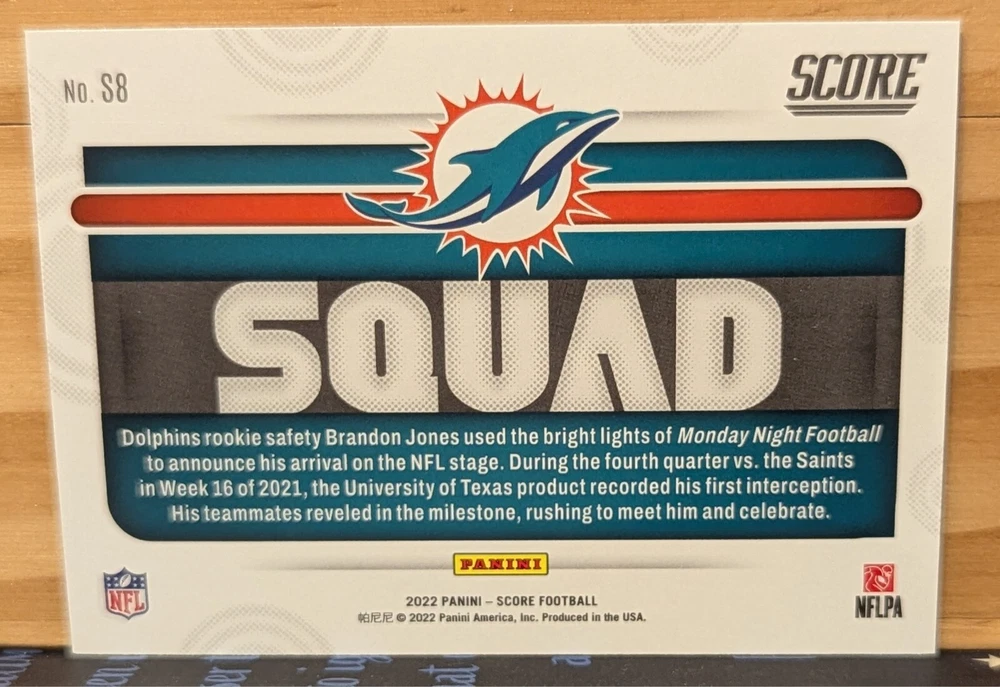 No. S8
SCORE
SQUAD
Dolphins rookie safety Brandon Jones used the bright lights of Monday Night Football
to announce his arrival on the NFL stage. During the fourth quarter vs. the Saints
in Week 16 of 2021, the University of Texas product recorded his first interception.
His teammates reveled in the milestone, rushing to meet him and celebrate.
PANINI
NFL
2022 PANINI – SCORE FOOTBALL
NFLPA
帕尼尼 © 2022 Panini America, Inc. Produced in the USA.